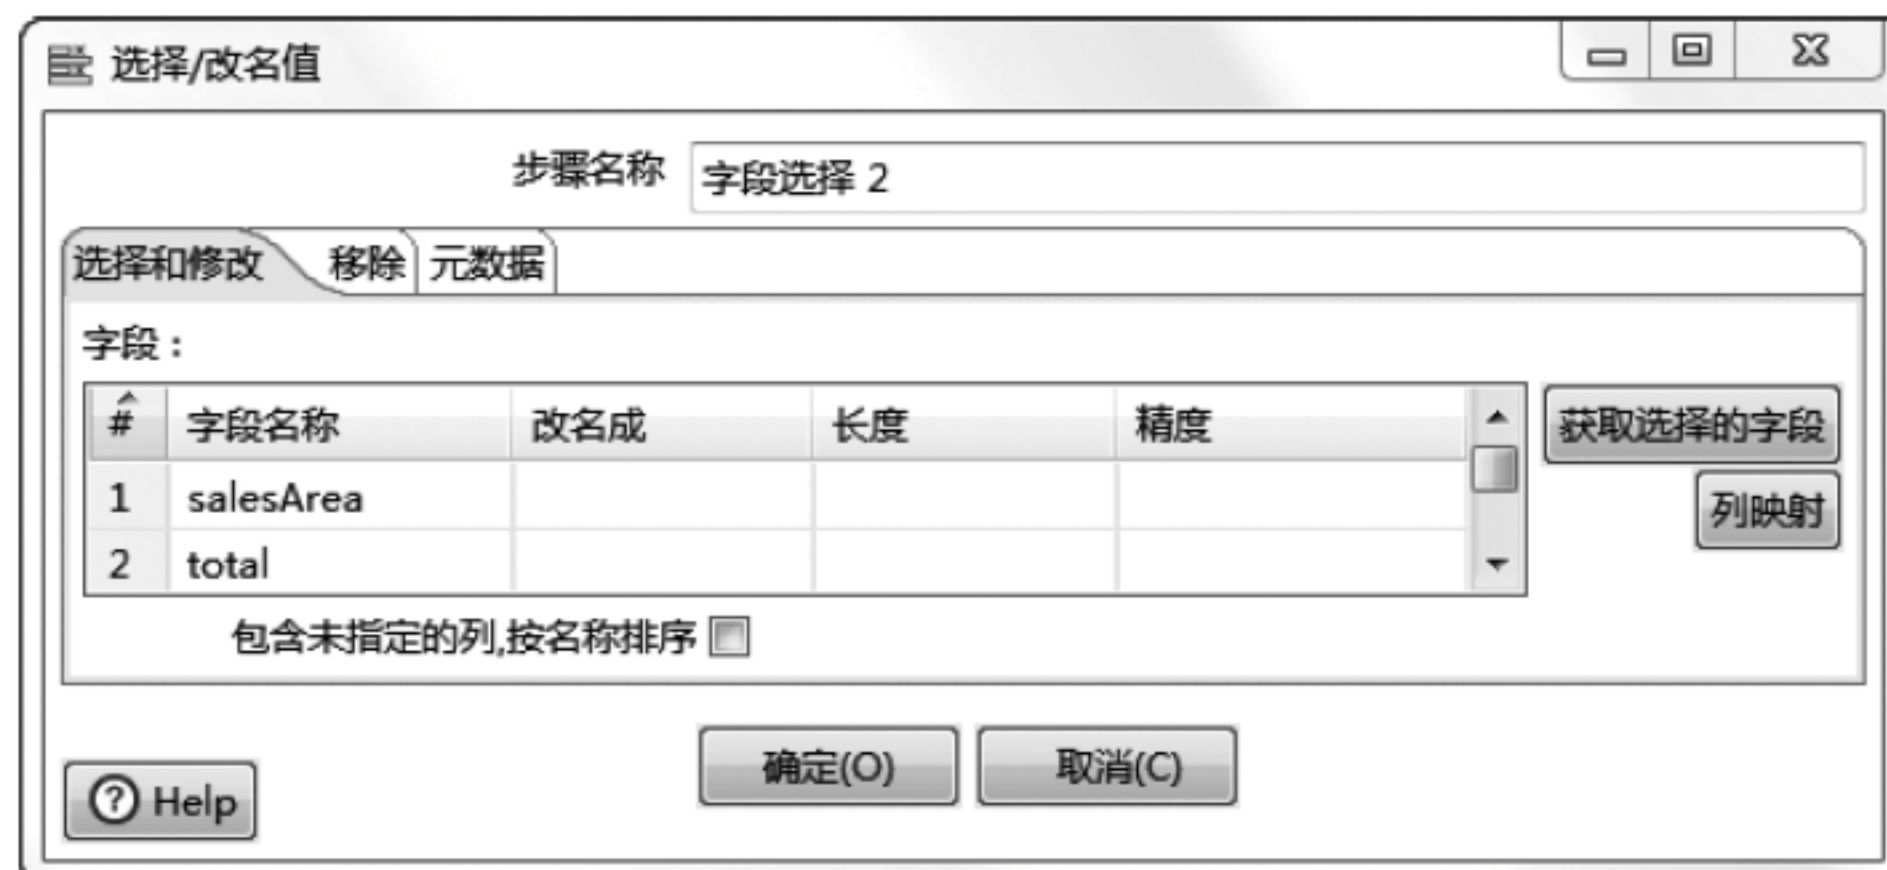 选择/改名值
步骤名称 字段选择 2
选择和修改 移除 元数据
字段：
# 字段名称 改名成 长度 精度 获取选择的字段
1 salesArea
列映射
2 total
包含未指定的列,按名称排序
确定(O) 取消(C)
Help